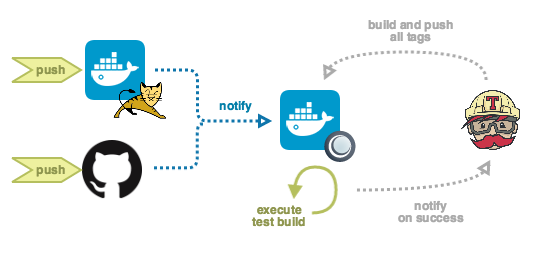 build and push
all tags
push
notify
T
push
execute
test build
notify
on success